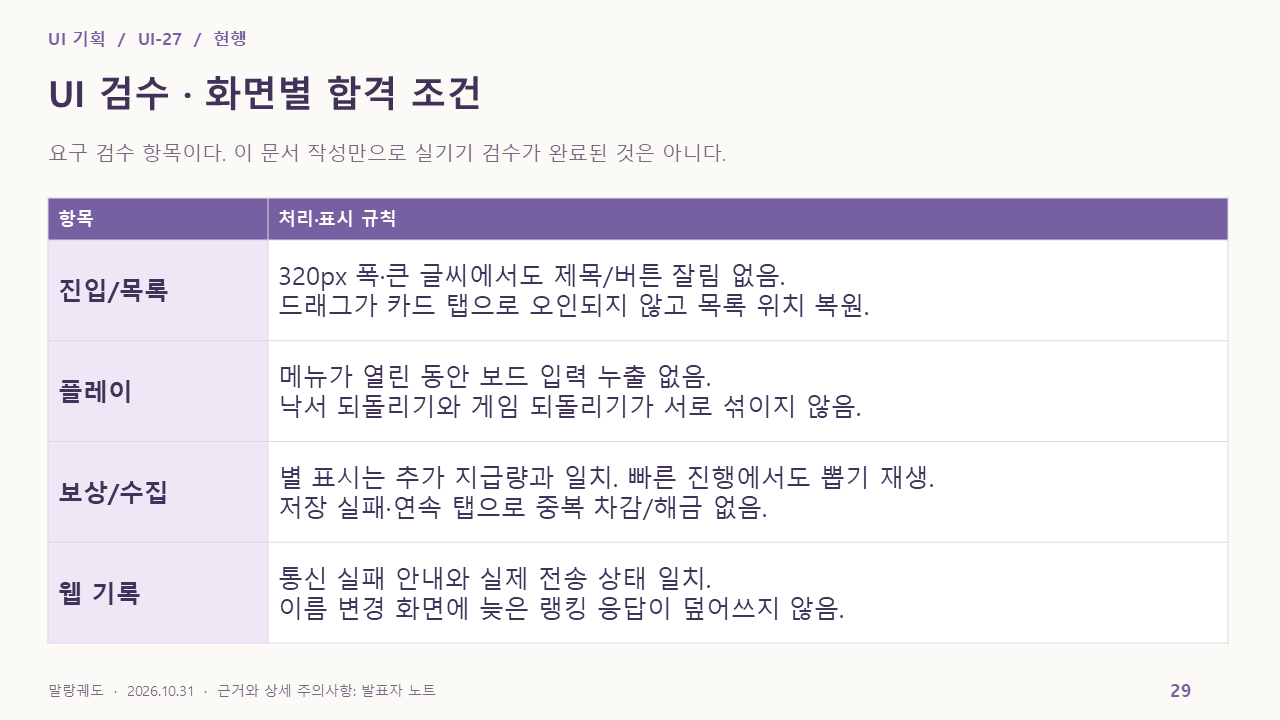 UI 기획 / UI-27 / 현행
UI 검수 · 화면별 합격 조건
요구 검수 항목이다. 이 문서 작성만으로 실기기 검수가 완료된 것은 아니다.
항목
처리·표시 규칙
진입/목록
320px 폭·큰 글씨에서도 제목/버튼 잘림 없음.
드래그가 카드 탭으로 오인되지 않고 목록 위치 복원.
플레이
메뉴가 열린 동안 보드 입력 누출 없음.
낙서 되돌리기와 게임 되돌리기가 서로 섞이지 않음.
보상/수집
별 표시는 추가 지급량과 일치. 빠른 진행에서도 뽑기 재생.
저장 실패·연속 탭으로 중복 차감/해금 없음.
웹 기록
통신 실패 안내와 실제 전송 상태 일치.
이름 변경 화면에 늦은 랭킹 응답이 덮어쓰지 않음.
말랑궤도 · 2026.10.31 · 근거와 상세 주의사항: 발표자 노트
29